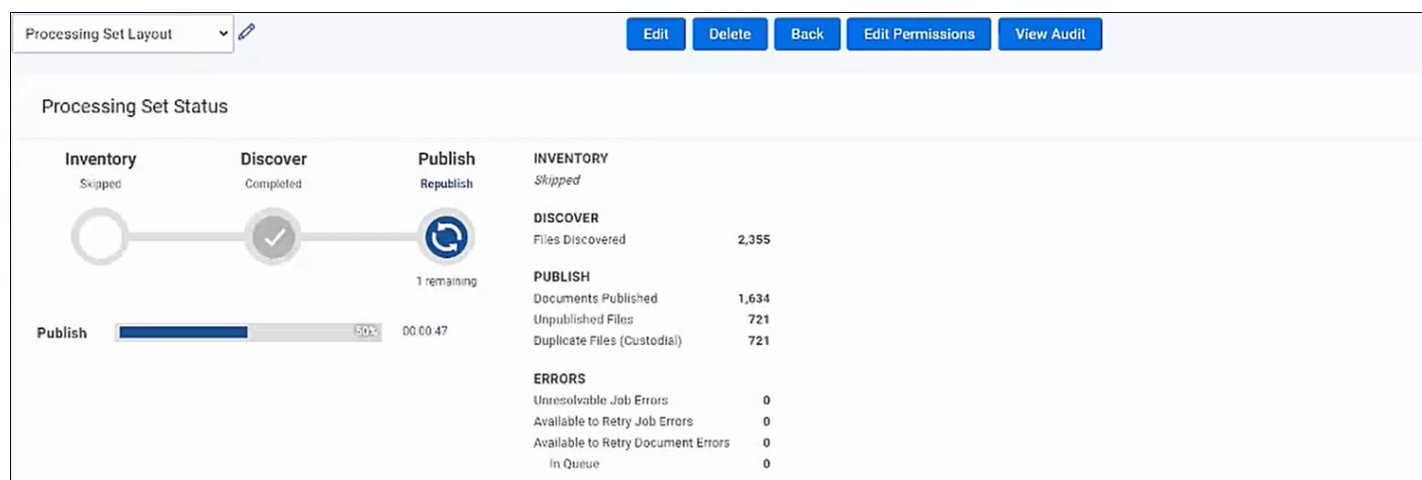 Processing Set Layout
Edit Delete Back Edit Permissions View Audit
Processing Set Status
Inventory Discover Publish
Skipped Completed Republish
1 remaining
Publish 50% 00:00:47
INVENTORY
Skipped
DISCOVER
Files Discovered 2,355
PUBLISH
Documents Published 1,634
Unpublished Files 721
Duplicate Files (Custodial) 721
ERRORS
Unresolvable Job Errors 0
Available to Retry Job Errors 0
Available to Retry Document Errors 0
In Queue 0